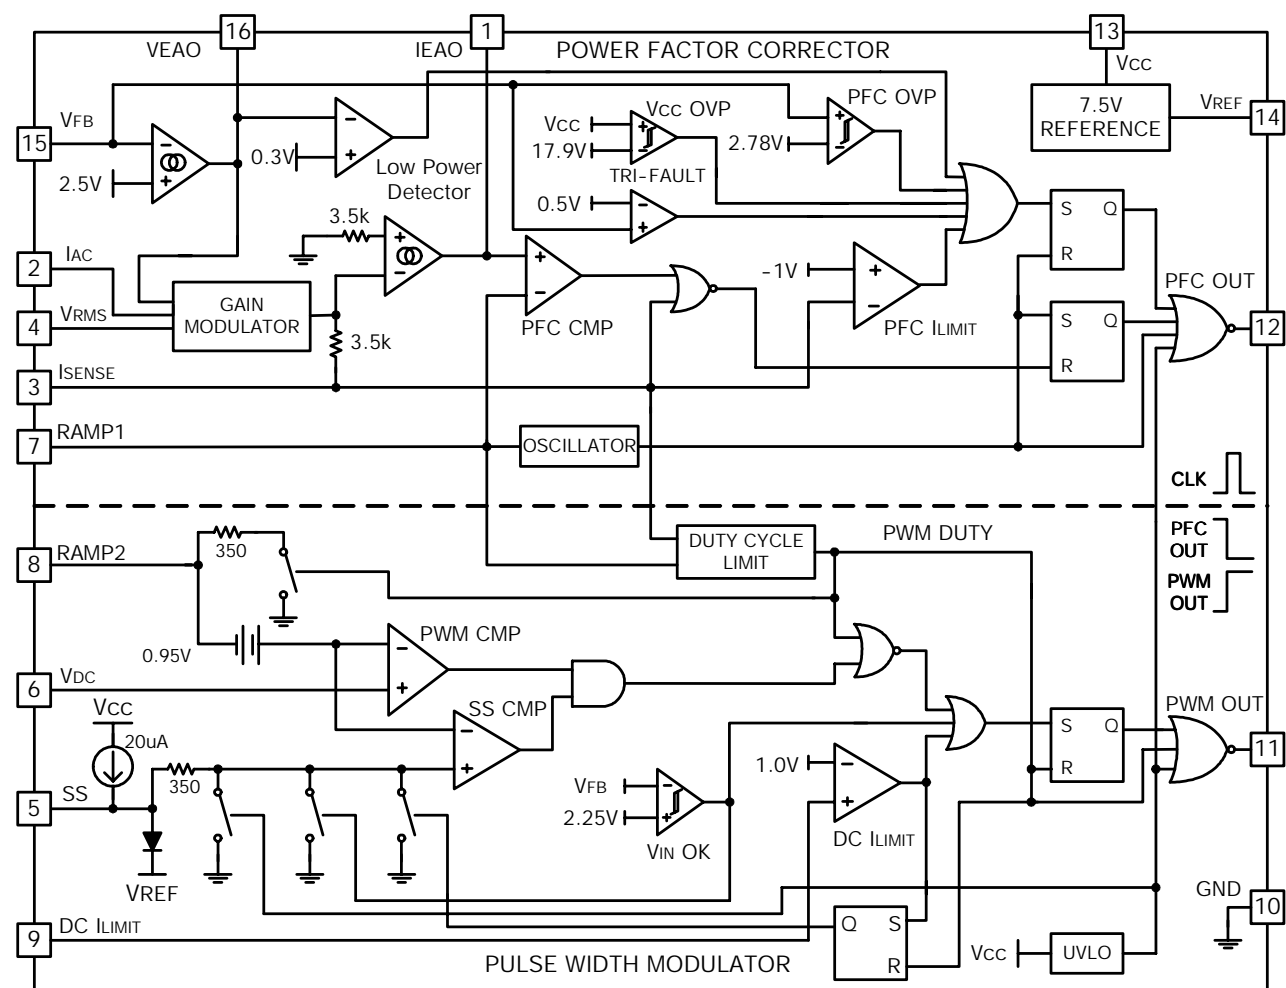 16
1
13
VEAO
IEAO
POWER FACTOR CORRECTOR
VCC
VFB
15
2.5V
0.3V
Low Power
Detector
VCC OVP
VCC
17.9V
TRI-FAULT
0.5V
PFC OVP
2.78V
7.5V
REFERENCE
VREF
14
3.5k
S
Q
R
IAC
2
VRMS
4
GAIN
MODULATOR
3.5k
PFC CMP
-1V
PFC ILIMIT
S
Q
R
PFC OUT
12
ISENSE
3
RAMP1
7
OSCILLATOR
CLK
RAMP2
8
350
DUTY CYCLE
LIMIT
PWM DUTY
PFC
OUT
PWM
OUT
0.95V
PWM CMP
VDC
6
VCC
20uA
SS CMP
350
SS
5
VREF
VFB
2.25V
VIN OK
1.0V
DC ILIMIT
S
Q
R
PWM OUT
11
GND
10
DC ILIMIT
9
Q
S
R
VCC
UVLO
PULSE WIDTH MODULATOR